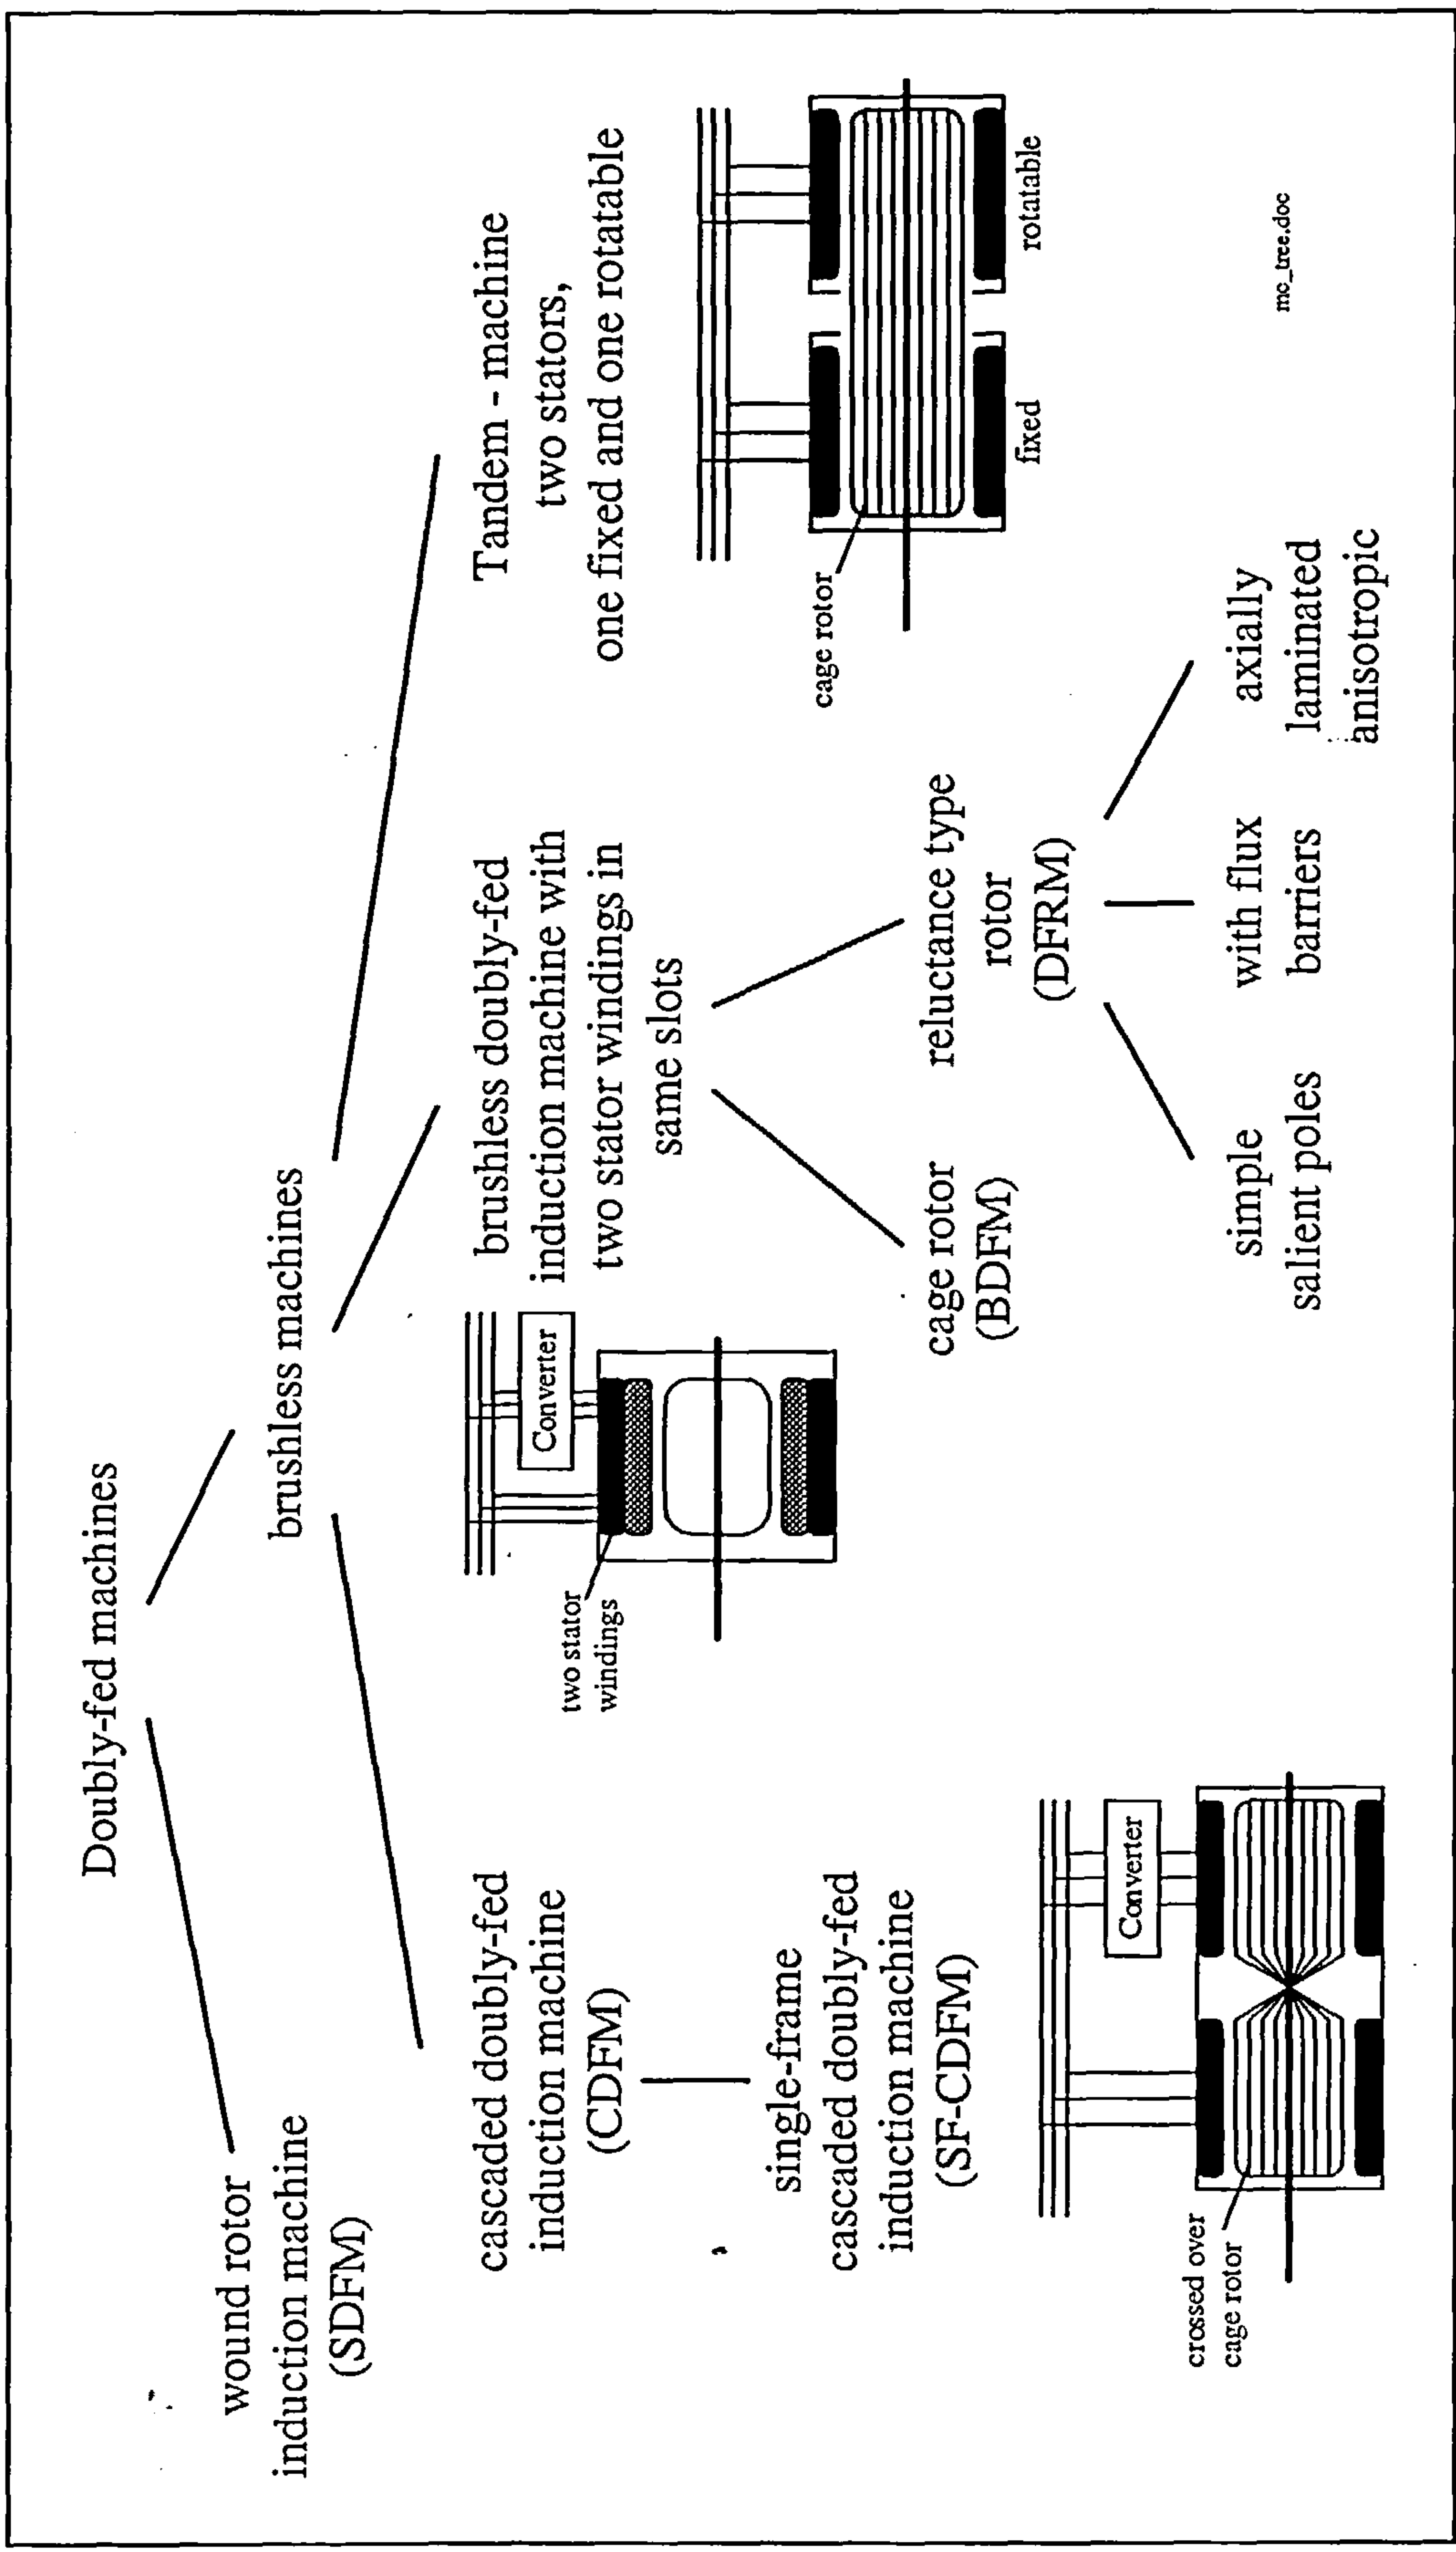 Doubly-fed machines
wound rotor
induction machine
(SDFM)
brushless machines
cascaded doubly-fed
induction machine
(CDFM)
single-frame
cascaded doubly-fed
induction machine
(SF-CDFM)
Converter
crossed over
cage rotor
Converter
two stator
windings
brushless doubly-fed
induction machine with
two stator windings in
same slots
cage rotor
(BDFM)
reluctance type
rotor
(DFRM)
simple
salient poles
with flux
barriers
axially
laminated
anisotropic
Tandem - machine
two stators,
one fixed and one rotatable
cage rotor
fixed
rotatable
mc_tree.doc